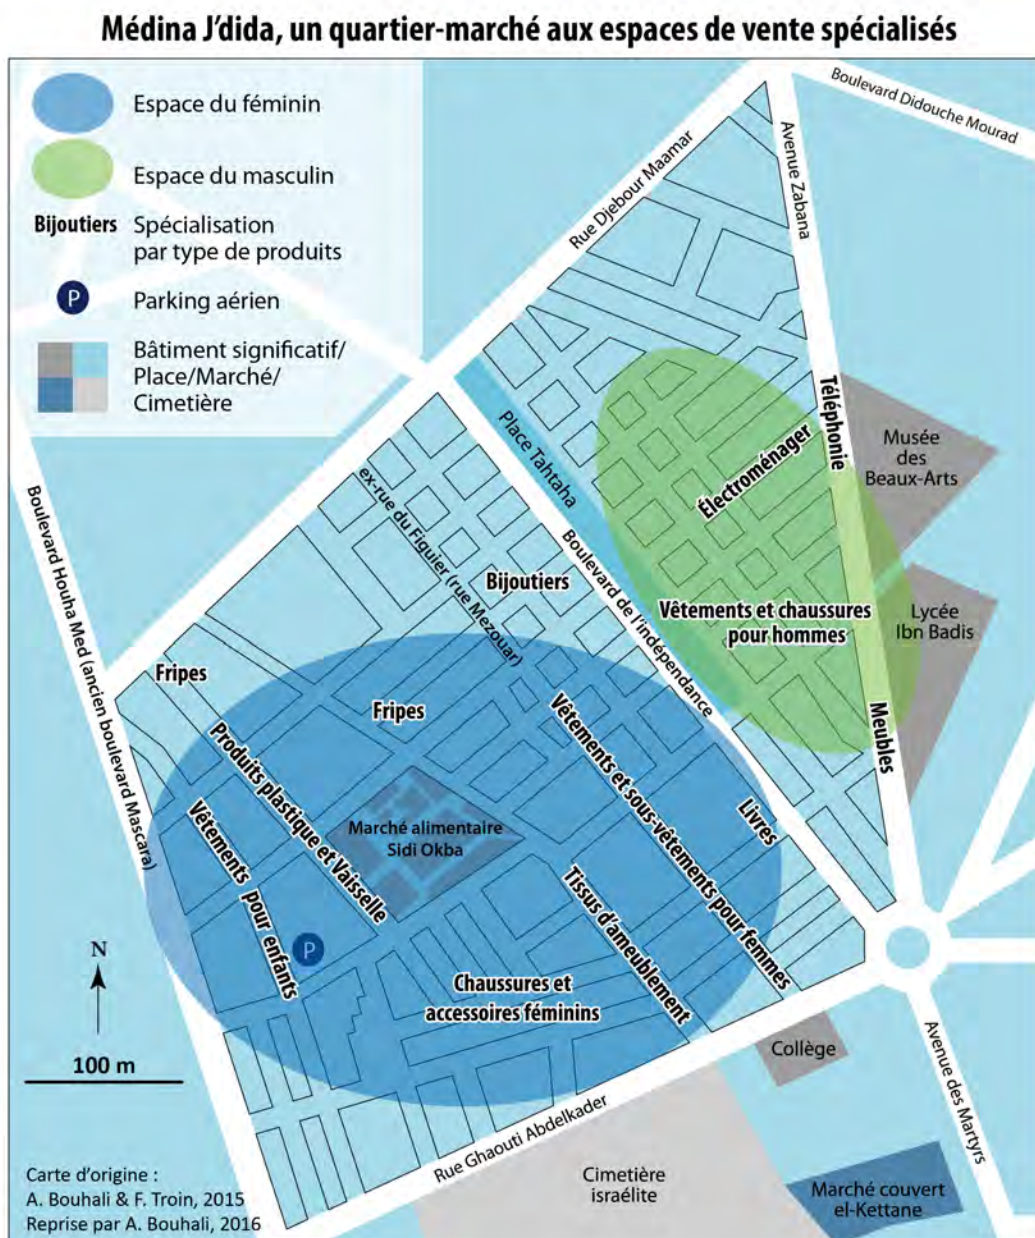 Médina J'dida, un quartier-marché aux espaces de vente spécialisés
Espace du féminin
Espace du masculin
Bijoutiers
Spécialisation
par type de produits
P
Parking aérien
Bâtiment significatif/
Place/Marché/
Cimetière
Boulevard Didouche Mourad
Avenue Zabana
Rue Djebour Maamar
Place Tahtaha
Téléphonie
Électroménager
Musée
des
Beaux-Arts
ex-rue du Figuier (rue Mezouar)
Boulevard de l'indépendance
Bijoutiers
Vêtements et chaussures
pour hommes
Lycée
Ibn Badis
Boulevard Houha Med (ancien boulevard Mascara)
Fripes
Fripes
Meubles
Produits plastique et Vaisselle
Vêtements et sous-vêtements pour femmes
Livres
Marché alimentaire
Sidi Okba
Vêtements pour enfants
Tissus d'ameublement
P
Chaussures et
accessoires féminins
N
100 m
Collège
Avenue des Martyrs
Rue Ghaouti Abdelkader
Cimetière
israélite
Marché couvert
el-Kettane
Carte d'origine :
A. Bouhali & F. Troin, 2015
Reprise par A. Bouhali, 2016